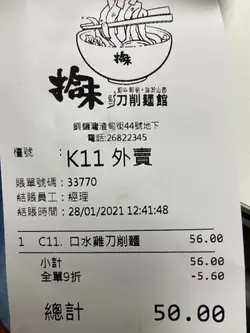 刀削麵館
銅鑼灣渣甸街44號地下
電話:26822345
檯號 :
K11 外賣
賬單號碼 : 33770
結賬員工 : 經理
結賬時間 : 28/01/2021 12:41:48
1 C11. 口水雞刀削麵 56.00
小計 56.00
全單9折 -5.60
總計 50.00